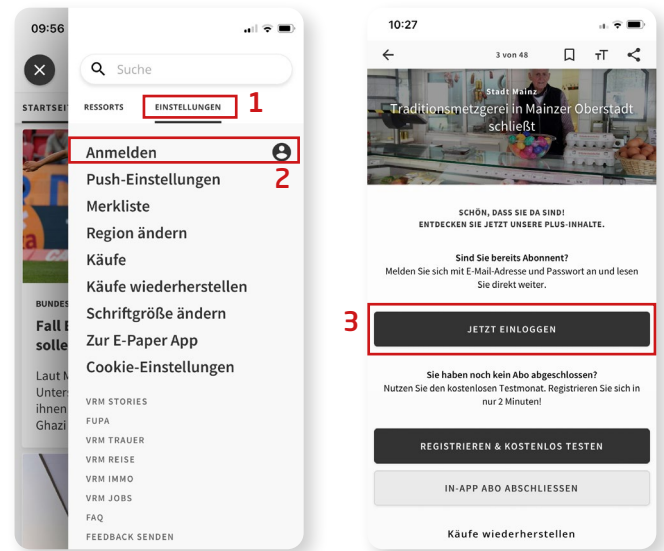 09:56
Suche
STARTSEI
RESSORTS
EINSTELLUNGEN
1
Anmelden
2
Push-Einstellungen
Merkliste
Region ändern
Käufe
Käufe wiederherstellen
Schriftgröße ändern
Zur E-Paper App
Cookie-Einstellungen
VRM STORIES
FUPA
VRM TRAUER
VRM REISE
VRM IMMO
VRM JOBS
FAQ
FEEDBACK SENDEN
BUNDES
Fall E
solle
Laut M
Unters
ihnen
Ghazi
10:27
3 von 48
TT
Stadt Mainz
Traditionsmetzgerei in Mainzer Oberstadt
schließt
SCHÖN, DASS SIE DA SIND!
ENTDECKEN SIE JETZT UNSERE PLUS-INHALTE.
Sind Sie bereits Abonnent?
Melden Sie sich mit E-Mail-Adresse und Passwort an und lesen
Sie direkt weiter.
3
JETZT EINLOGGEN
Sie haben noch kein Abo abgeschlossen?
Nutzen Sie den kostenlosen Testmonat. Registrieren Sie sich in
nur 2 Minuten!
REGISTRIEREN & KOSTENLOS TESTEN
IN-APP ABO ABSCHLIESSEN
Käufe wiederherstellen